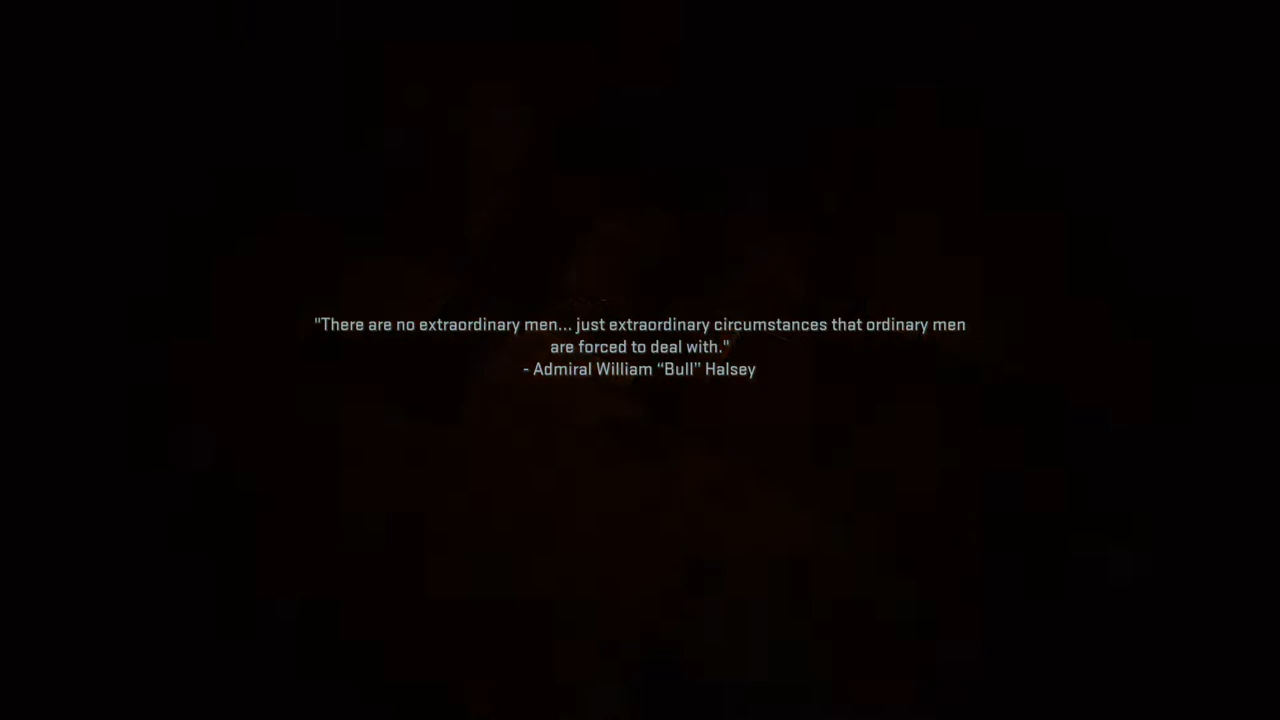 "There are no extraordinary men... just extraordinary circumstances that ordinary men
are forced to deal with."
- Admiral William “Bull” Halsey